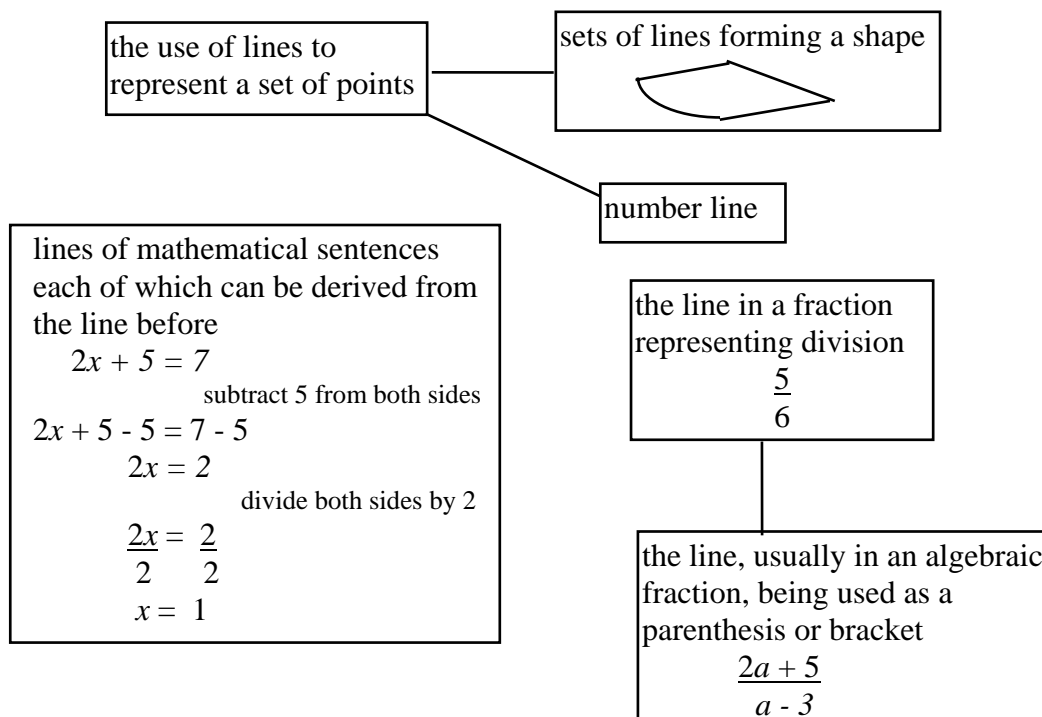 the use of lines to
represent a set of points
sets of lines forming a shape
number line
lines of mathematical sentences
each of which can be derived from
the line before
2x + 5 = 7
subtract 5 from both sides
2x + 5 - 5 = 7 - 5
2x = 2
divide both sides by 2
2x = 2
2 2
x = 1
the line in a fraction
representing division
5
6
the line, usually in an algebraic
fraction, being used as a
parenthesis or bracket
2a + 5
a - 3